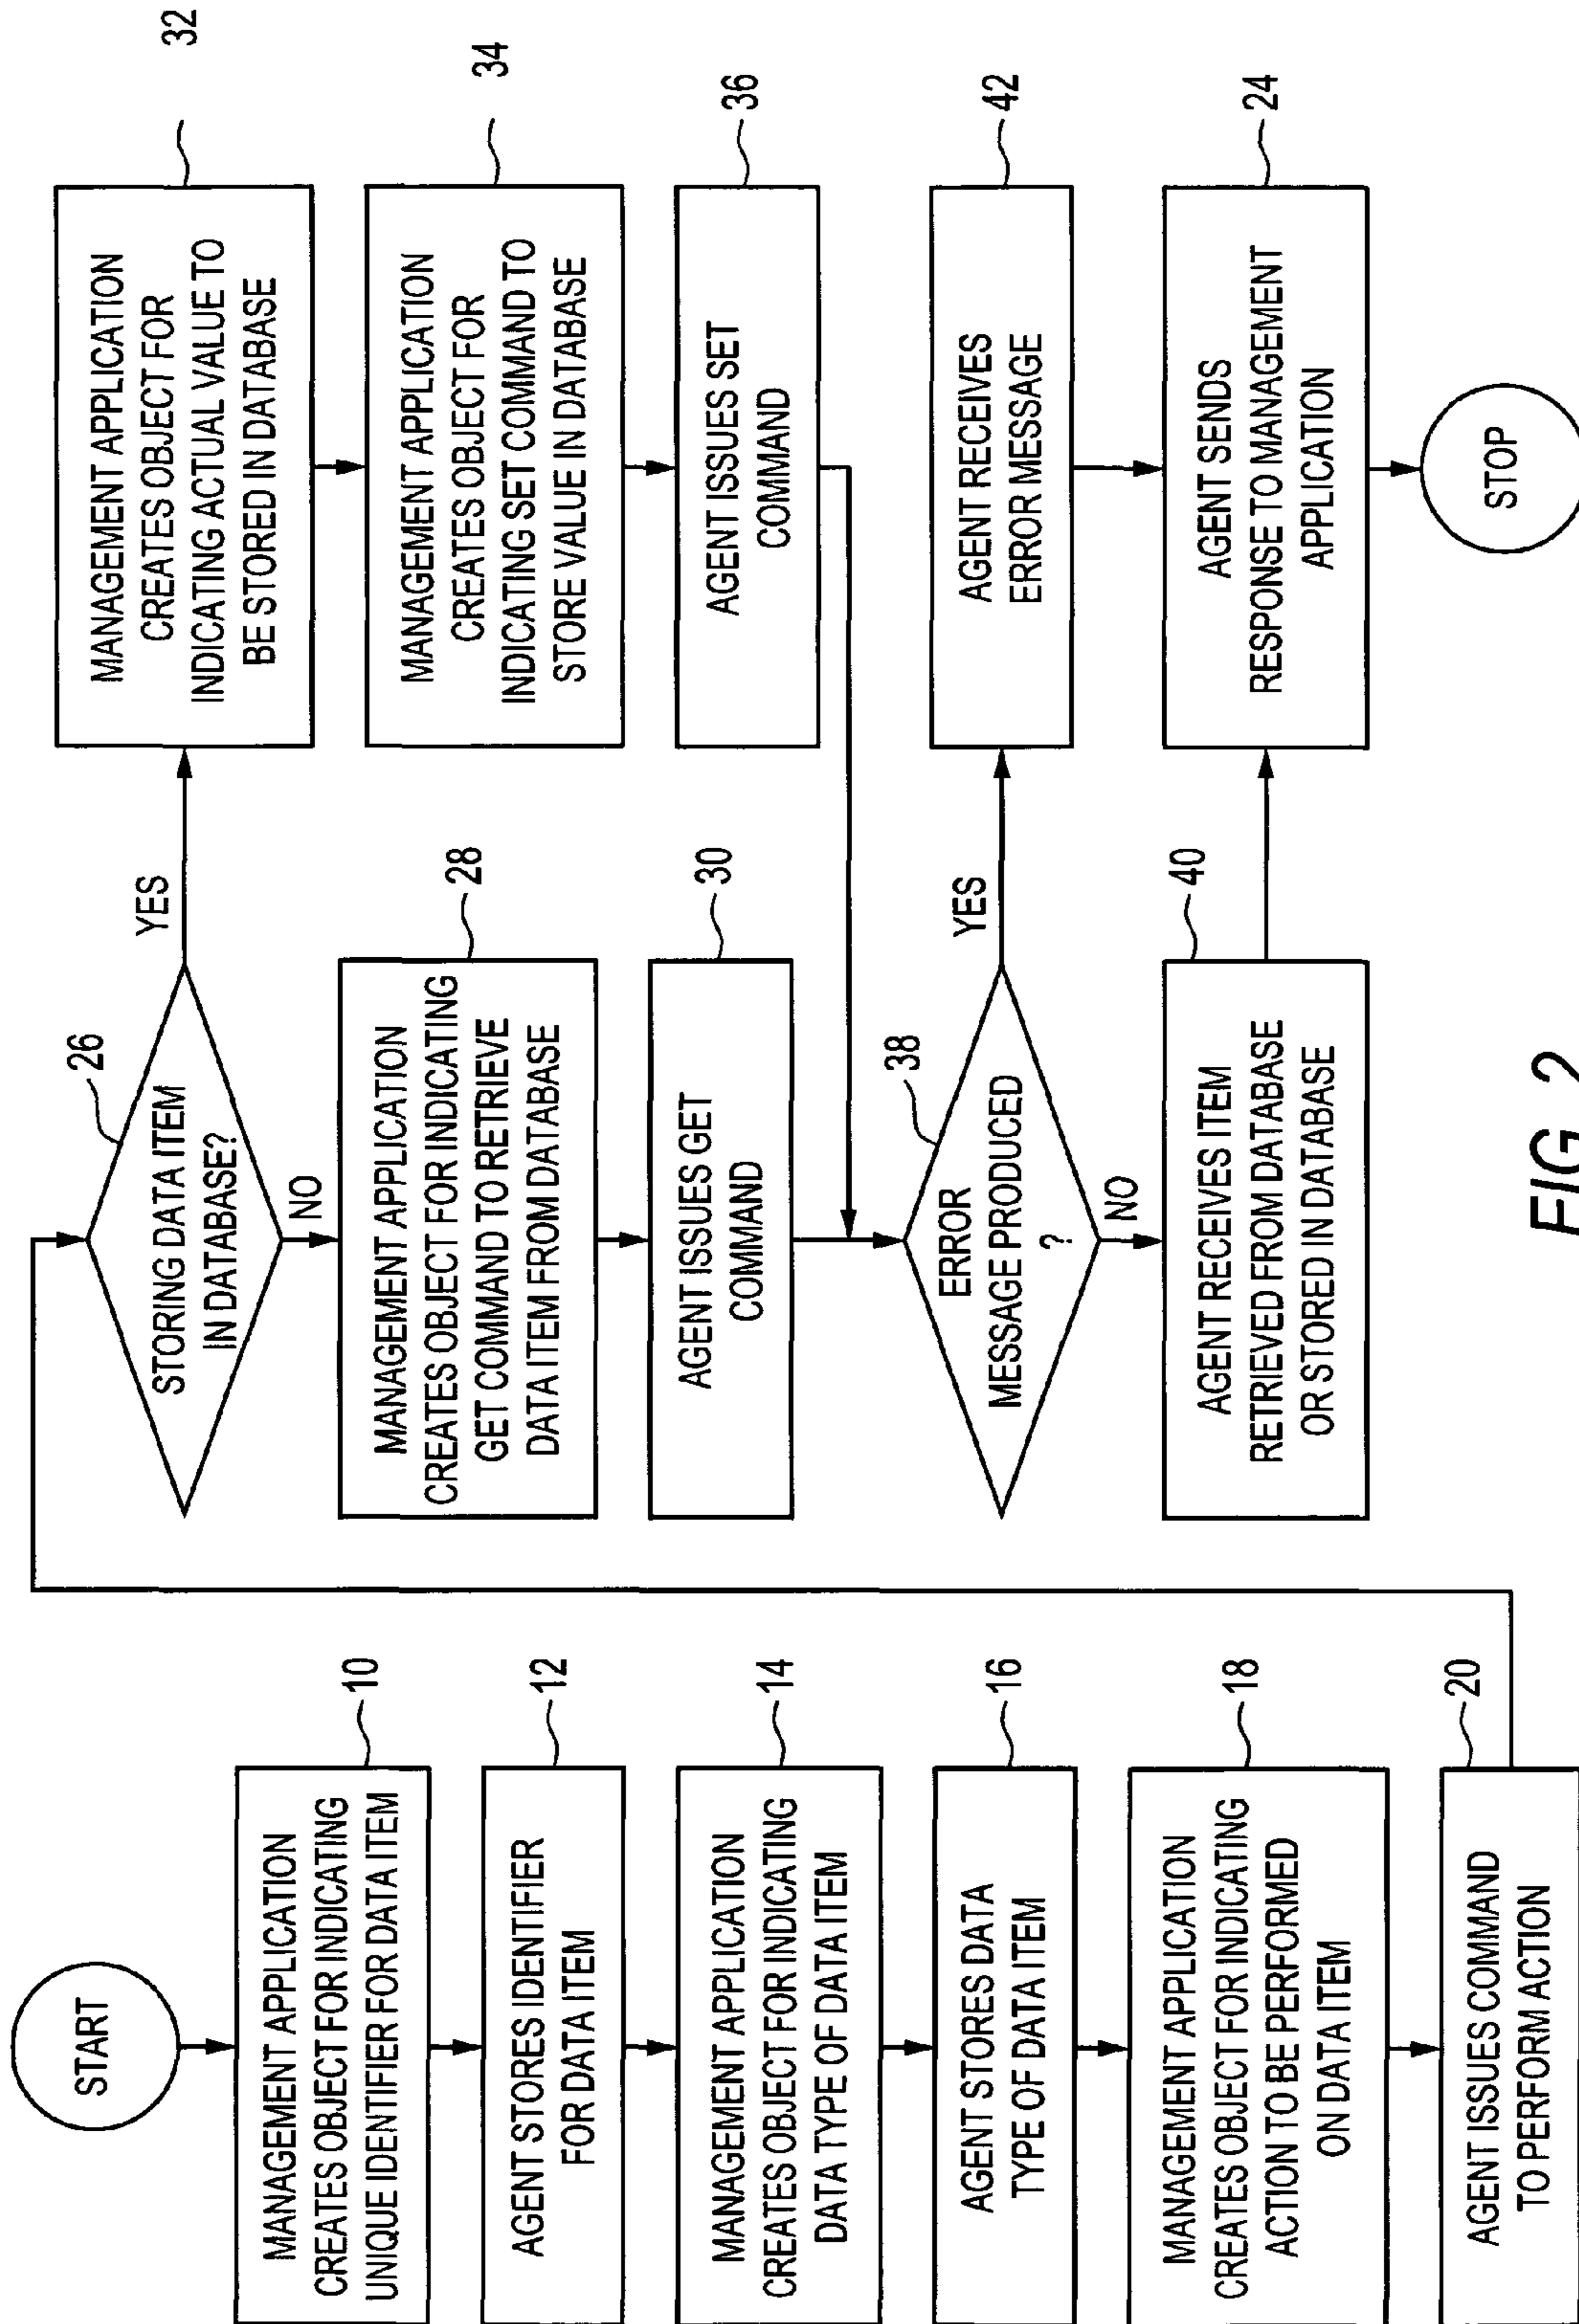 START
MANAGEMENT APPLICATION
CREATES OBJECT FOR INDICATING
UNIQUE IDENTIFIER FOR DATA ITEM
10
AGENT STORES IDENTIFIER
FOR DATA ITEM
12
MANAGEMENT APPLICATION
CREATES OBJECT FOR INDICATING
DATA TYPE OF DATA ITEM
14
AGENT STORES DATA
TYPE OF DATA ITEM
16
MANAGEMENT APPLICATION
CREATES OBJECT FOR INDICATING
ACTION TO BE PERFORMED
ON DATA ITEM
18
AGENT ISSUES COMMAND
TO PERFORM ACTION
20
STORING DATA ITEM
IN DATABASE?
26
YES
NO
MANAGEMENT APPLICATION
CREATES OBJECT FOR INDICATING
GET COMMAND TO RETRIEVE
DATA ITEM FROM DATABASE
28
AGENT ISSUES GET
COMMAND
30
ERROR
MESSAGE PRODUCED
?
38
YES
NO
AGENT RECEIVES ITEM
RETRIEVED FROM DATABASE
OR STORED IN DATABASE
40
MANAGEMENT APPLICATION
CREATES OBJECT FOR
INDICATING ACTUAL VALUE TO
BE STORED IN DATABASE
32
MANAGEMENT APPLICATION
CREATES OBJECT FOR
INDICATING SET COMMAND TO
STORE VALUE IN DATABASE
34
AGENT ISSUES SET
COMMAND
36
AGENT RECEIVES
ERROR MESSAGE
42
AGENT SENDS
RESPONSE TO MANAGEMENT
APPLICATION
24
STOP
FIG. 2